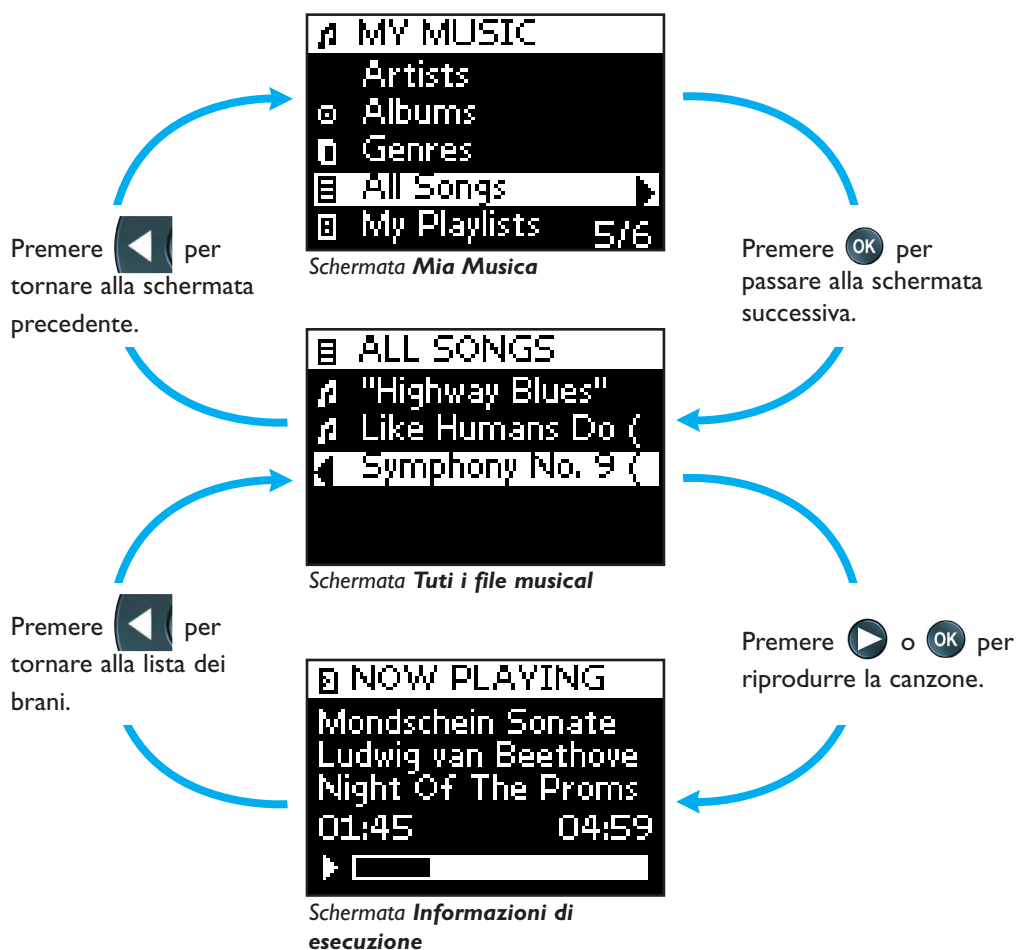 MY MUSIC
Artists
Albums
Genres
All Songs
My Playlists 5/6
Schermata Mia Musica
Premere per
tornare alla schermata
precedente.
Premere OK per
passare alla schermata
successiva.
ALL SONGS
"Highway Blues"
Like Humans Do (
Symphony No. 9 (
Schermata Tuti i file musical
Premere per
tornare alla lista dei
brani.
Premere o OK per
riprodurre la canzone.
NOW PLAYING
Mondschein Sonate
Ludwig van Beethove
Night Of The Proms
01:45 04:59
Schermata Informazioni di
esecuzione